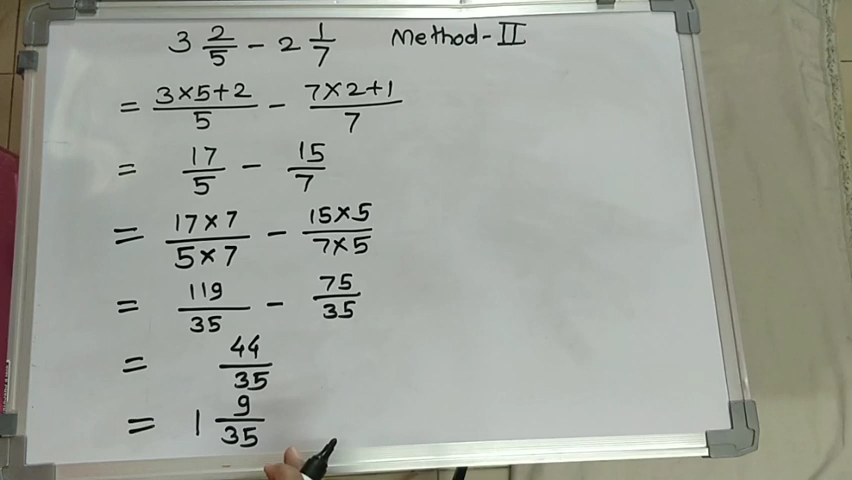 3 2/5 - 2 1/7 Method - II
= 3×5+2/5 - 7×2+1/7
= 17/5 - 15/7
= 17×7/5×7 - 15×5/7×5
= 119/35 - 75/35
= 44/35
= 1 9/35